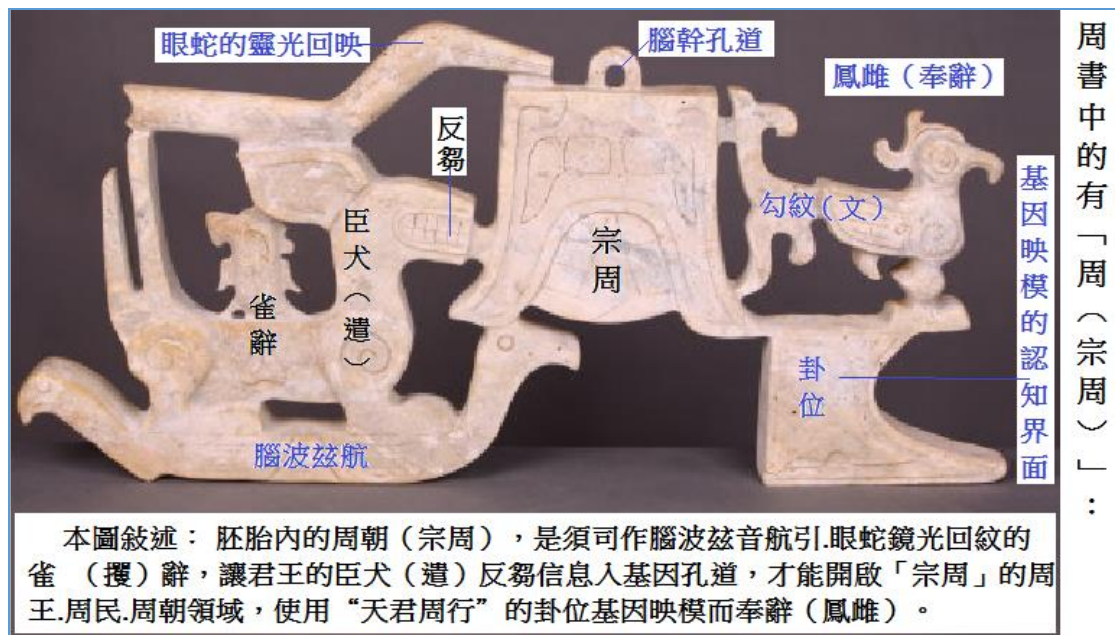 周書中的有「周（宗周）」：
眼蛇的靈光回映
腦幹孔道
鳳雌（奉辭）
反芻
基因映模的認知界面
勾紋（文）
臣犬（遣）
宗周
雀辭
卦位
腦波玆航
本圖敍述： 胚胎內的周朝（宗周），是須司作腦波玆音航引.眼蛇鏡光回紋的
雀 （攫）辭，讓君王的臣犬（遣）反芻信息入基因孔道，才能開啟「宗周」的周
王.周民.周朝領域，使用“天君周行”的卦位基因映模而奉辭（鳳雌）。